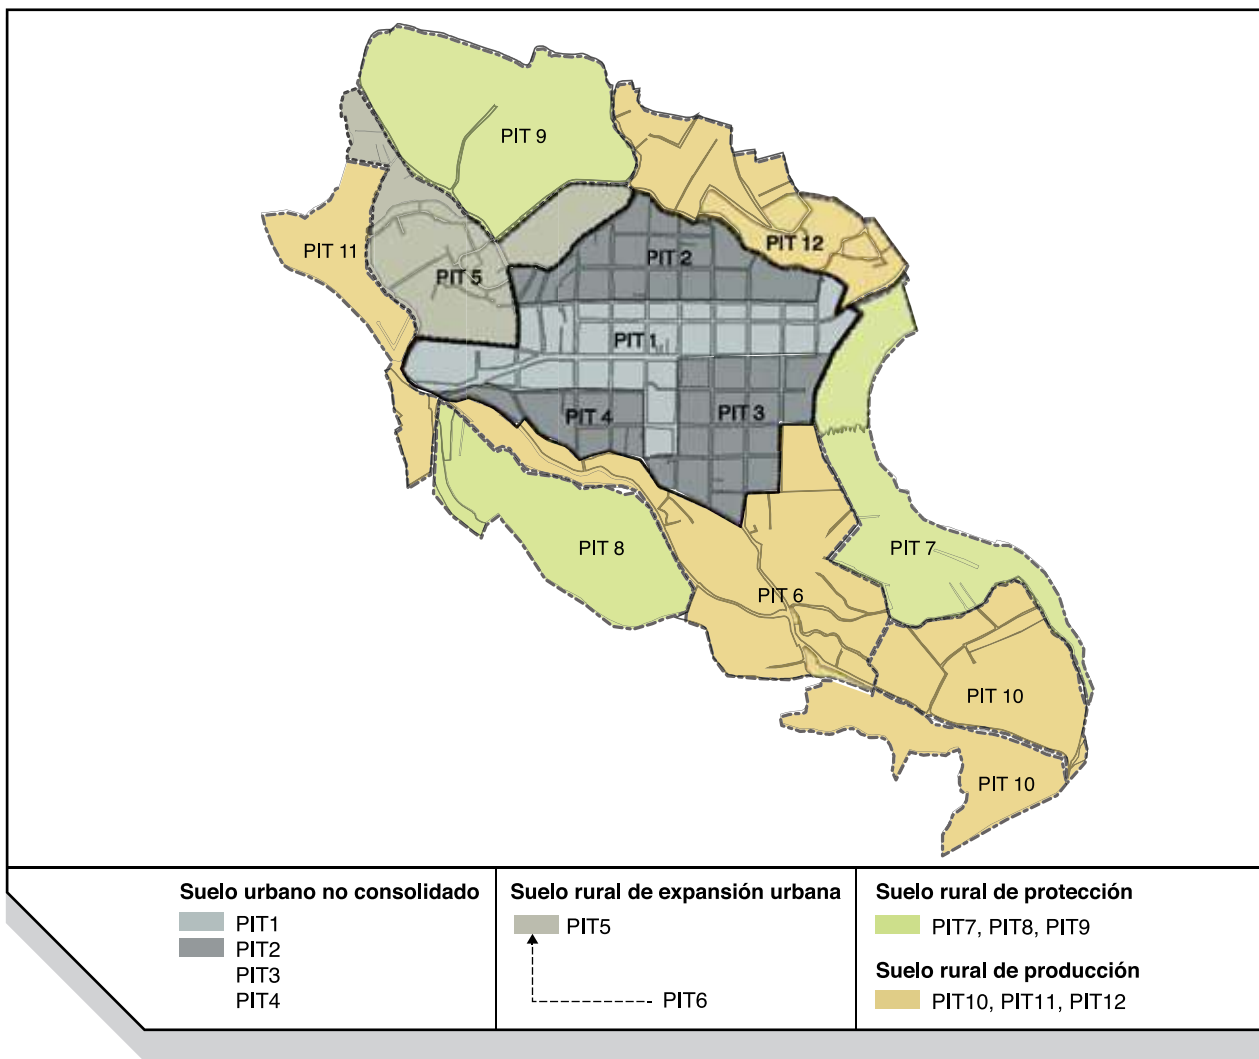 PIT 9
PIT 12
PIT 11
PIT 2
PIT 5
PIT 1
PIT 4
PIT 3
PIT 8
PIT 7
PIT 6
PIT 10
PIT 10
Suelo urbano no consolidado
PIT1
PIT2
PIT3
PIT4
Suelo rural de expansión urbana
PIT5
PIT6
Suelo rural de protección
PIT7, PIT8, PIT9
Suelo rural de producción
PIT10, PIT11, PIT12